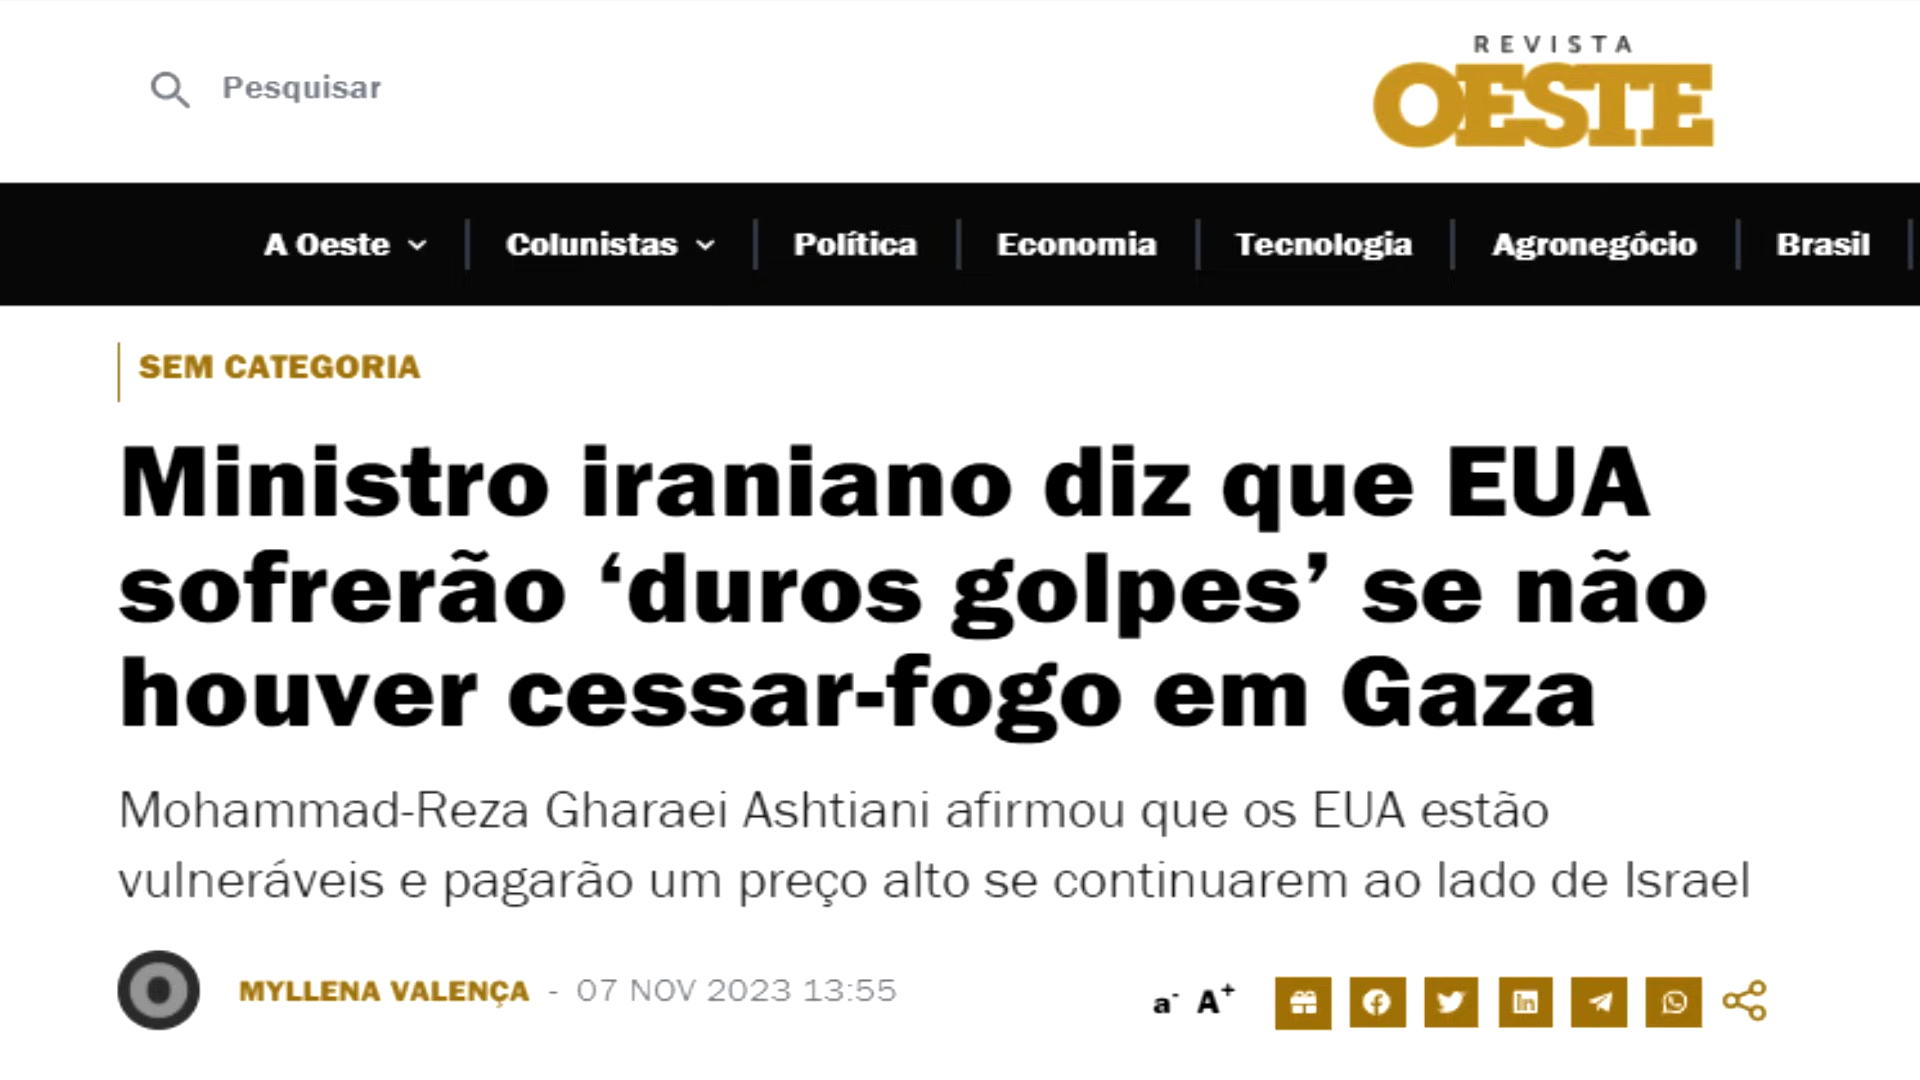 Pesquisar
REVISTA
OESTE
A Oeste
Colunistas
Política
Economia
Tecnologia
Agronegócio
Brasil
SEM CATEGORIA
Ministro iraniano diz que EUA
sofrerão ‘duros golpes’ se não
houver cessar-fogo em Gaza
Mohammad-Reza Gharaei Ashtiani afirmou que os EUA estão
vulneráveis e pagarão um preço alto se continuarem ao lado de Israel
MYLLENA VALENÇA - 07 NOV 2023 13:55
a- A+